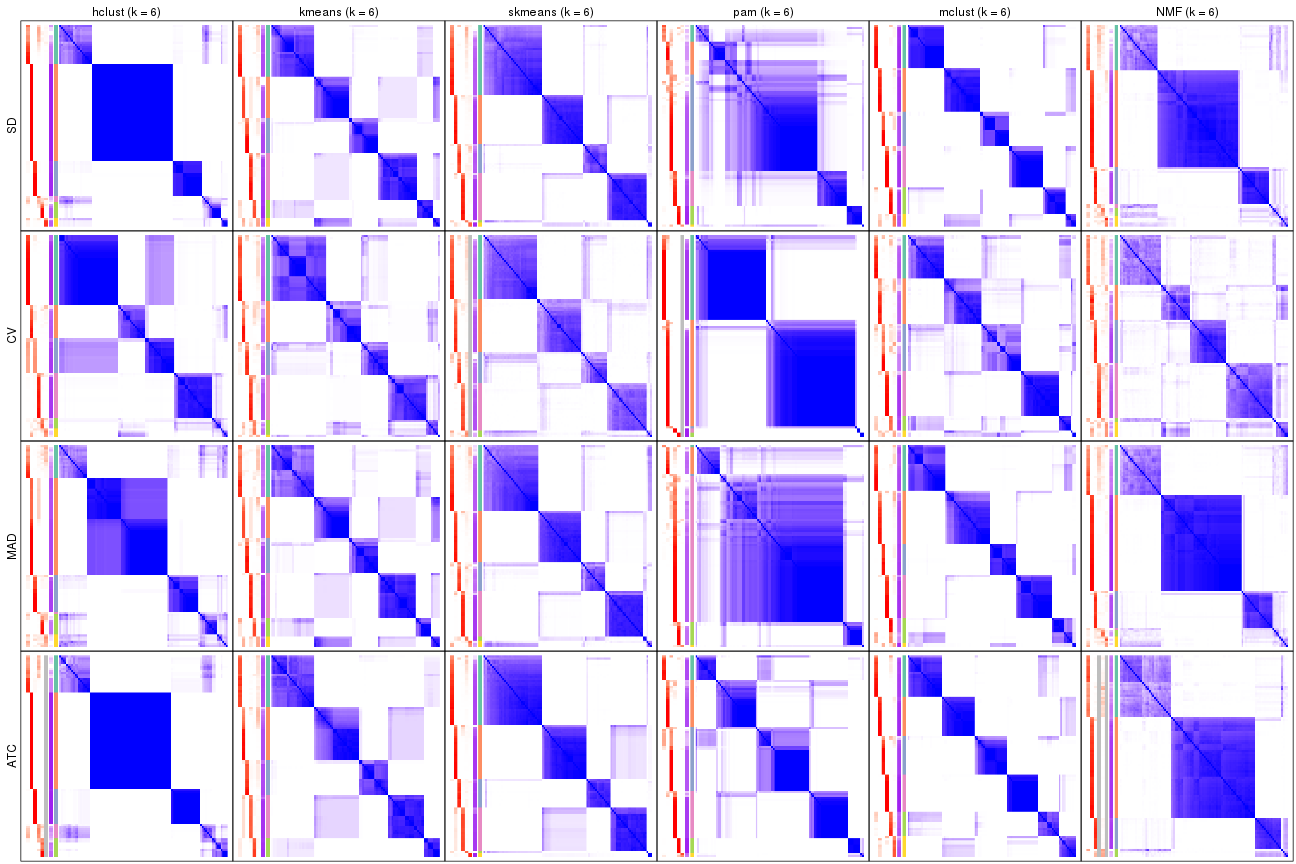 hclust (k = 6) kmeans (k = 6) skmeans (k = 6) pam (k = 6) mclust (k = 6) NMF (k = 6)
SD
CV
MAD
ATC